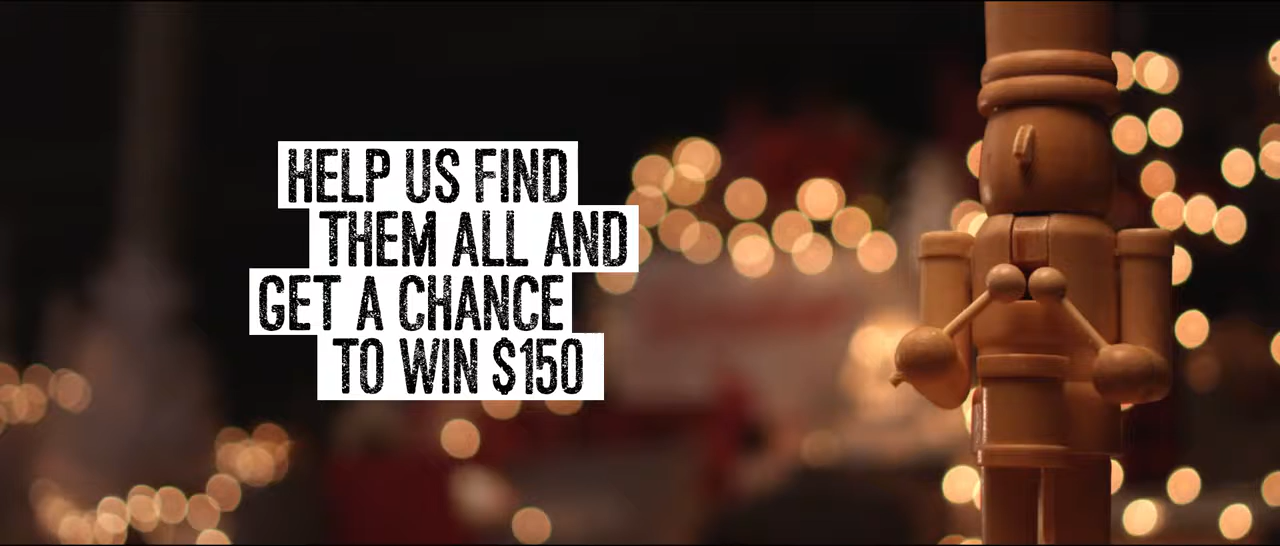 HELP US FIND
THEM ALL AND
GET A CHANCE
TO WIN $150